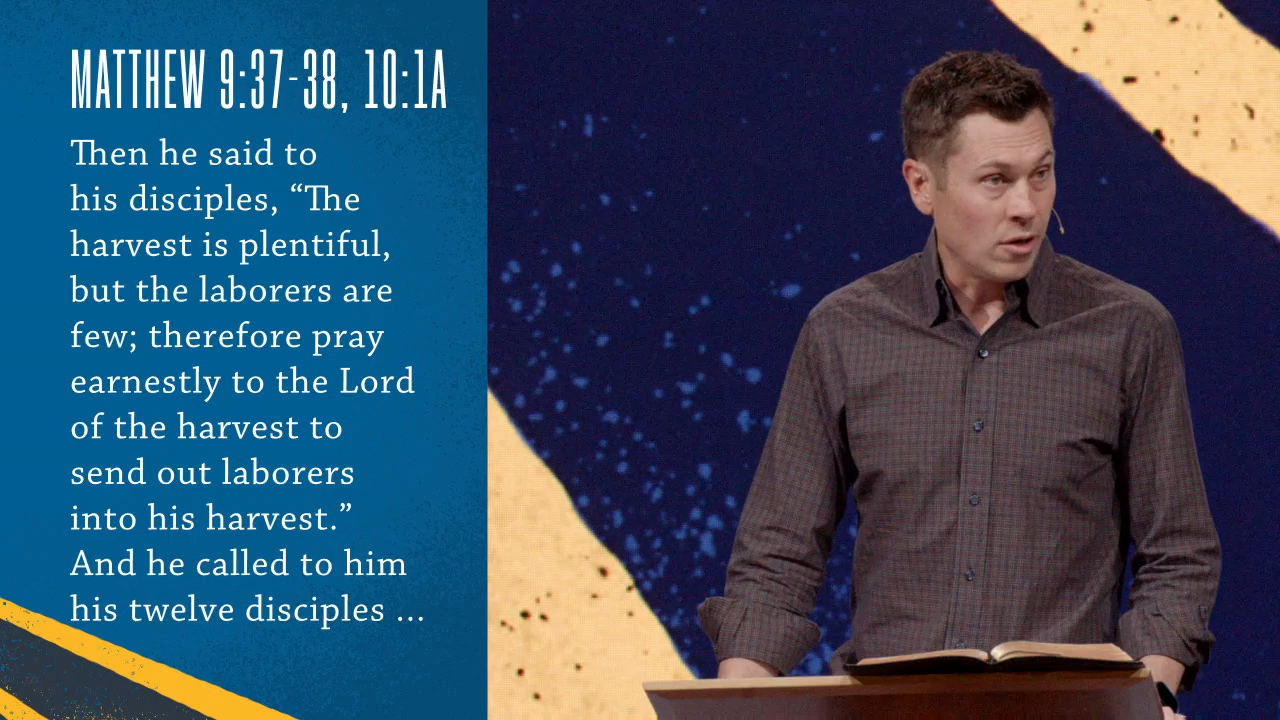 MATTHEW 9:37-38, 10:1A
Then he said to
his disciples, “The
harvest is plentiful,
but the laborers are
few; therefore pray
earnestly to the Lord
of the harvest to
send out laborers
into his harvest.”
And he called to him
his twelve disciples ...